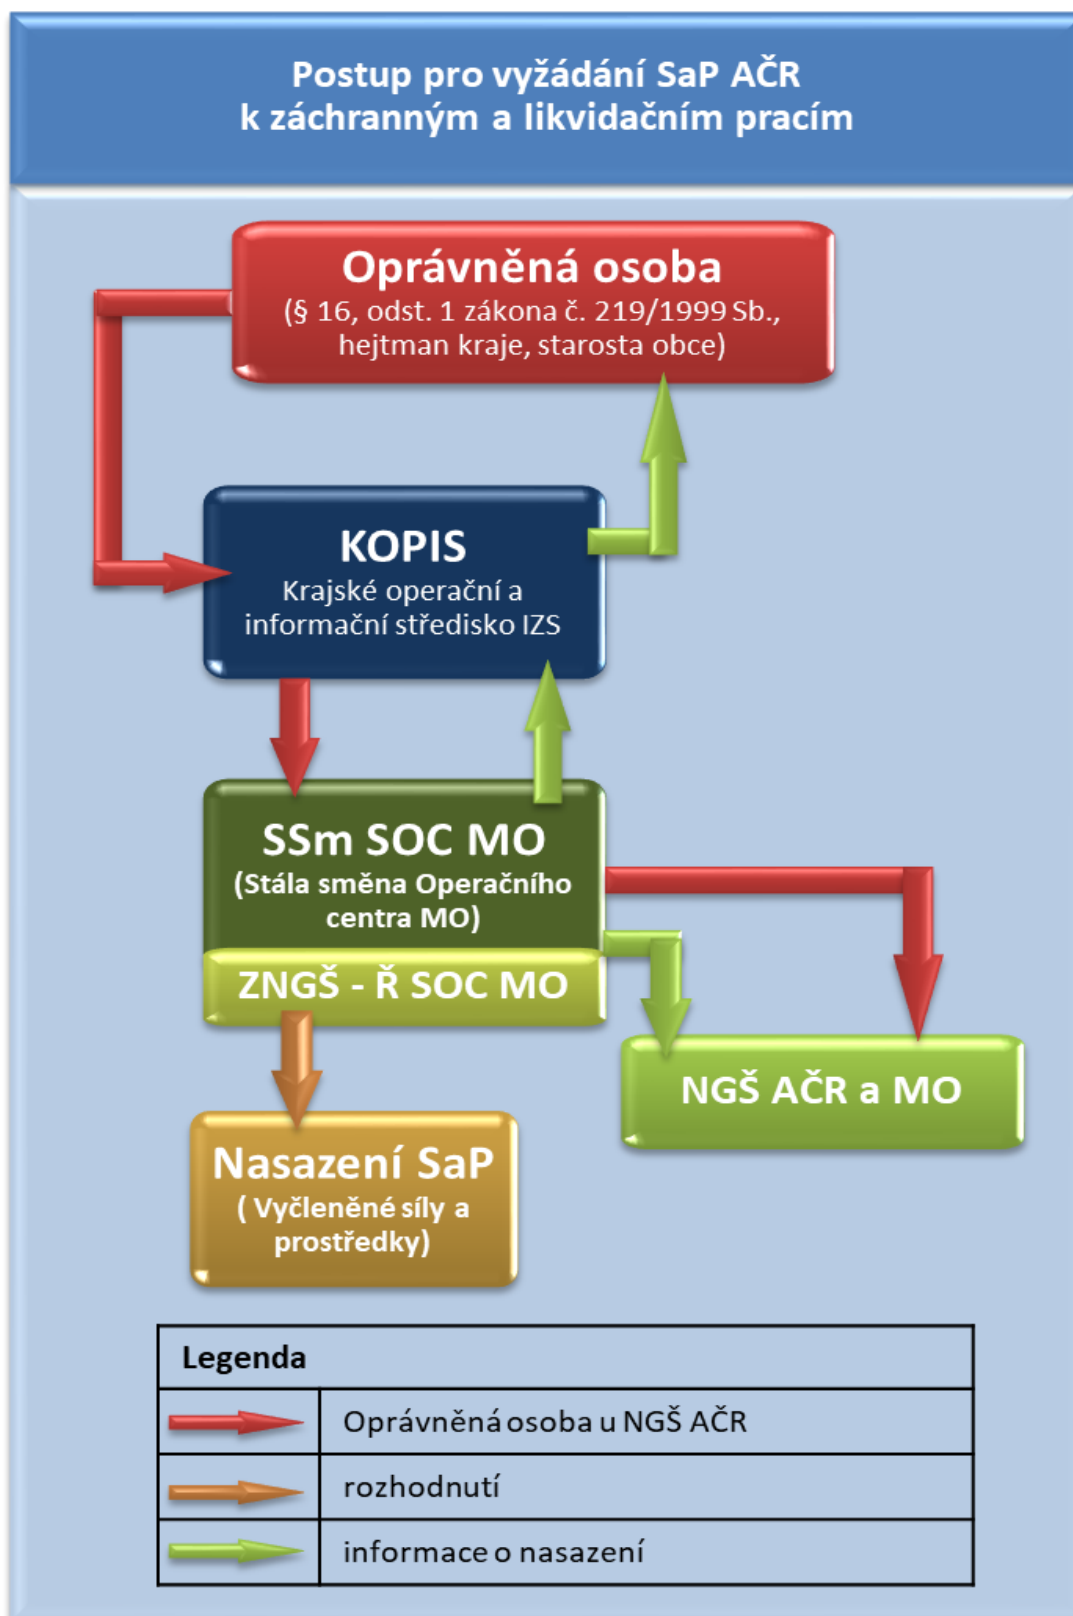 Postup pro vyžádání SaP AČR
k záchranným a likvidačním pracím
Oprávněná osoba
(§ 16, odst. 1 zákona č. 219/1999 Sb.,
hejtman kraje, starosta obce)
KOPIS
Krajské operační a
informační středisko IZS
SSm SOC MO
(Stála směna Operačního
centra MO)
ZNGŠ - Ř SOC MO
NGŠ AČR a MO
Nasazení SaP
( Vyčleněné síly a
prostředky)
Legenda
Oprávněná osoba u NGŠ AČR
rozhodnutí
informace o nasazení